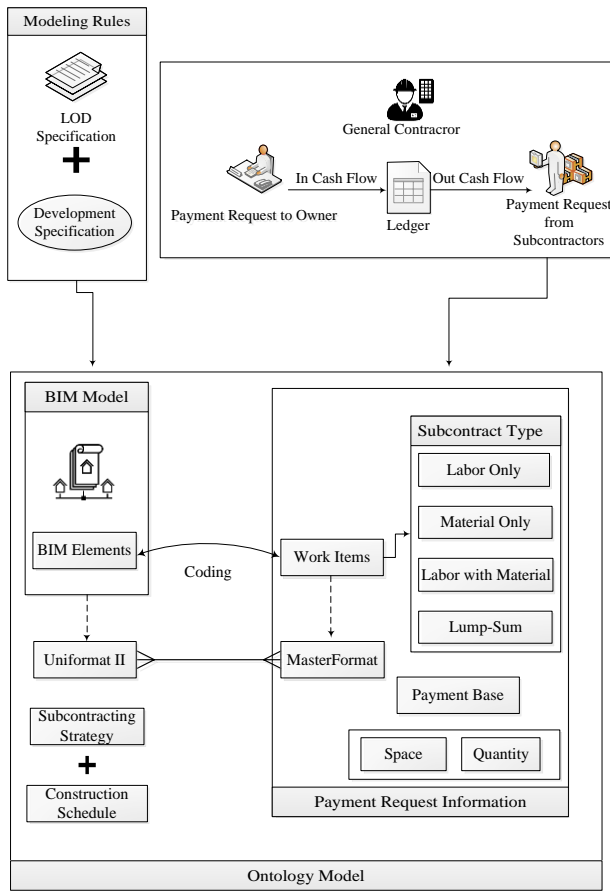 Modeling Rules
LOD
Specification
Development
Specification
General Contracror
In Cash Flow
Out Cash Flow
Payment Request to Owner
Ledger
Payment Request
from
Subcontractors
BIM Model
BIM Elements
Coding
Uniformat II
Subcontracting
Strategy
Construction
Schedule
Work Items
MasterFormat
Subcontract Type
Labor Only
Material Only
Labor with Material
Lump-Sum
Payment Base
Space
Quantity
Payment Request Information
Ontology Model